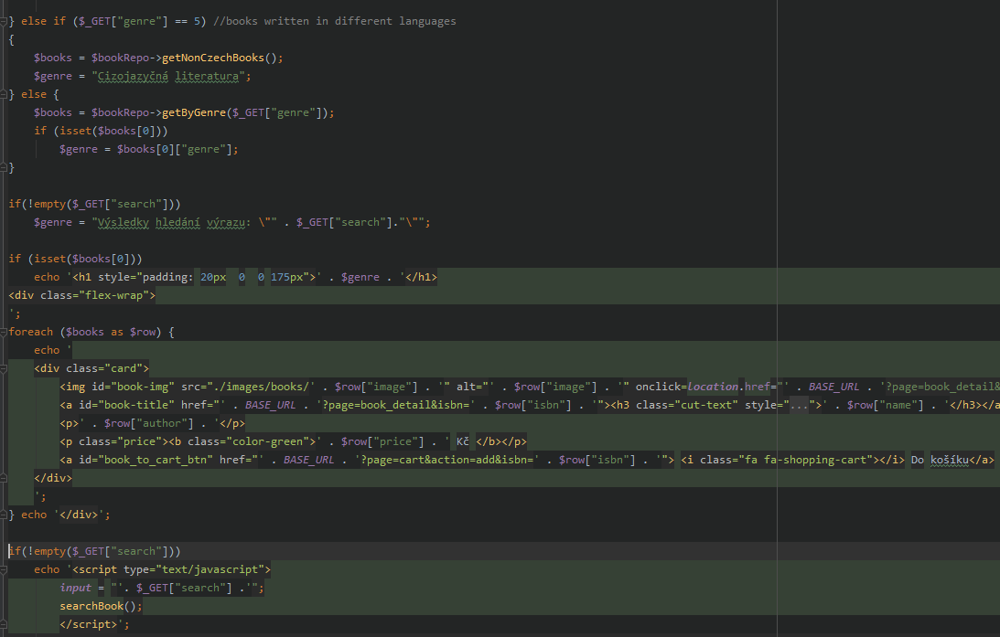 } else if ($_GET["genre"] == 5) //books written in different languages
{
    $books = $bookRepo->getNonCzechBooks();
    $genre = "Cizojazyčná literatura";
} else {
    $books = $bookRepo->getByGenre($_GET["genre"]);
    if (isset($books[0]))
        $genre = $books[0]["genre"];
}

if(!empty($_GET["search"]))
    $genre = "Výsledky hledání výrazu: \"" . $_GET["search"]."\"";

if (isset($books[0]))
    echo '<h1 style="padding: 20px 0 0 175px">' . $genre . '</h1>
<div class="flex-wrap">
';
foreach ($books as $row) {
    echo '
    <div class="card">
        <img id="book-img" src="./images/books/' . $row["image"] . '" alt="' . $row["image"] . '" onclick=location.href="' . BASE_URL . '?page=book_detail&
        <a id="book-title" href="' . BASE_URL . '?page=book_detail&isbn=' . $row["isbn"] . '"><h3 class="cut-text" style="...">' . $row["name"] . '</h3></a
        <p>' . $row["author"] . '</p>
        <p class="price"><b class="color-green">' . $row["price"] . ' Kč </b></p>
        <a id="book_to_cart_btn" href="' . BASE_URL . '?page=cart&action=add&isbn=' . $row["isbn"] . '"> <i class="fa fa-shopping-cart"></i> Do košíku</a>
    </div>
    ';
} echo '</div>';

if(!empty($_GET["search"]))
    echo '<script type="text/javascript">
        input = "'. $_GET["search"] .'";
        searchBook();
        </script>';